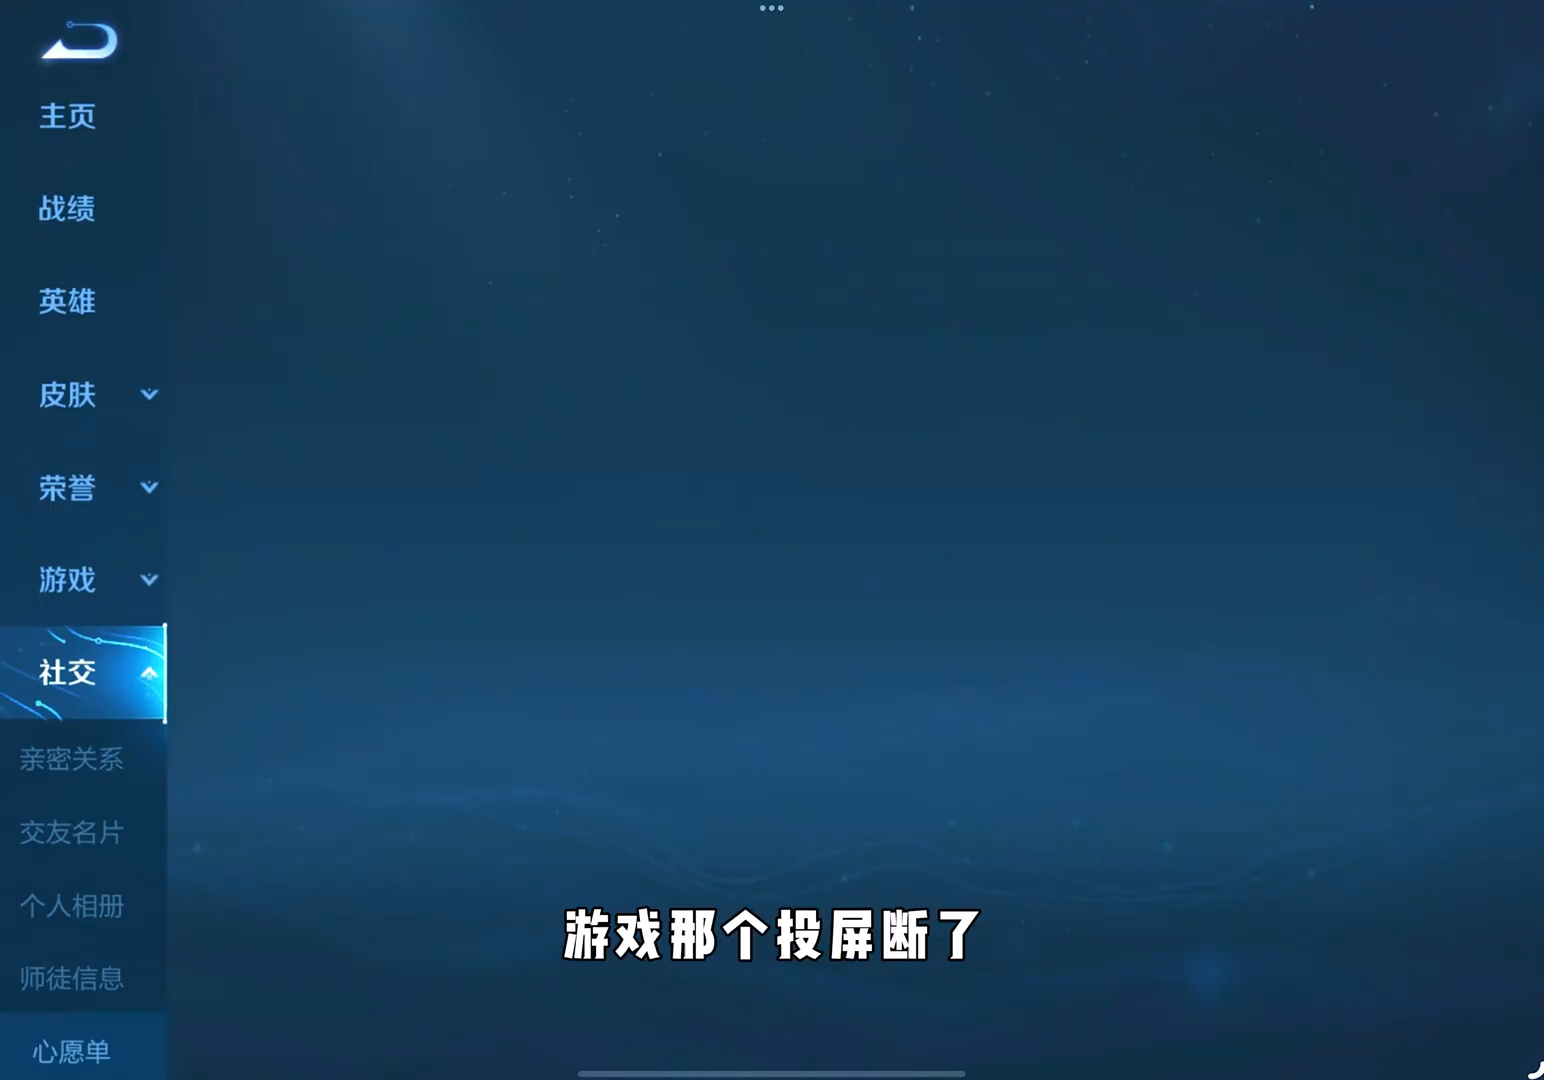 主页
战绩
英雄
皮肤
荣誉
游戏
社交
亲密关系
交友名片
个人相册
师徒信息
心愿单
游戏那个投屏断了